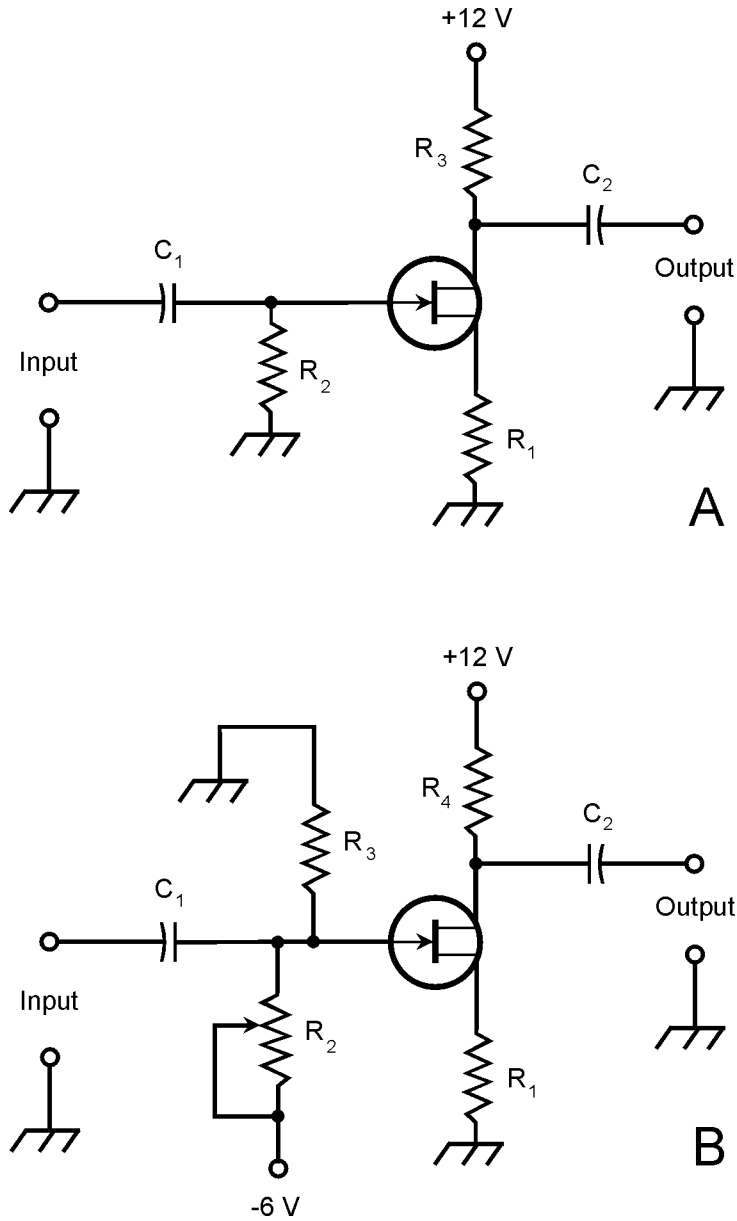 +12 V
R3
C2
C1
Output
Input
R2
R1
A
+12 V
R4
C2
R3
C1
Output
Input
R2
R1
B
-6 V